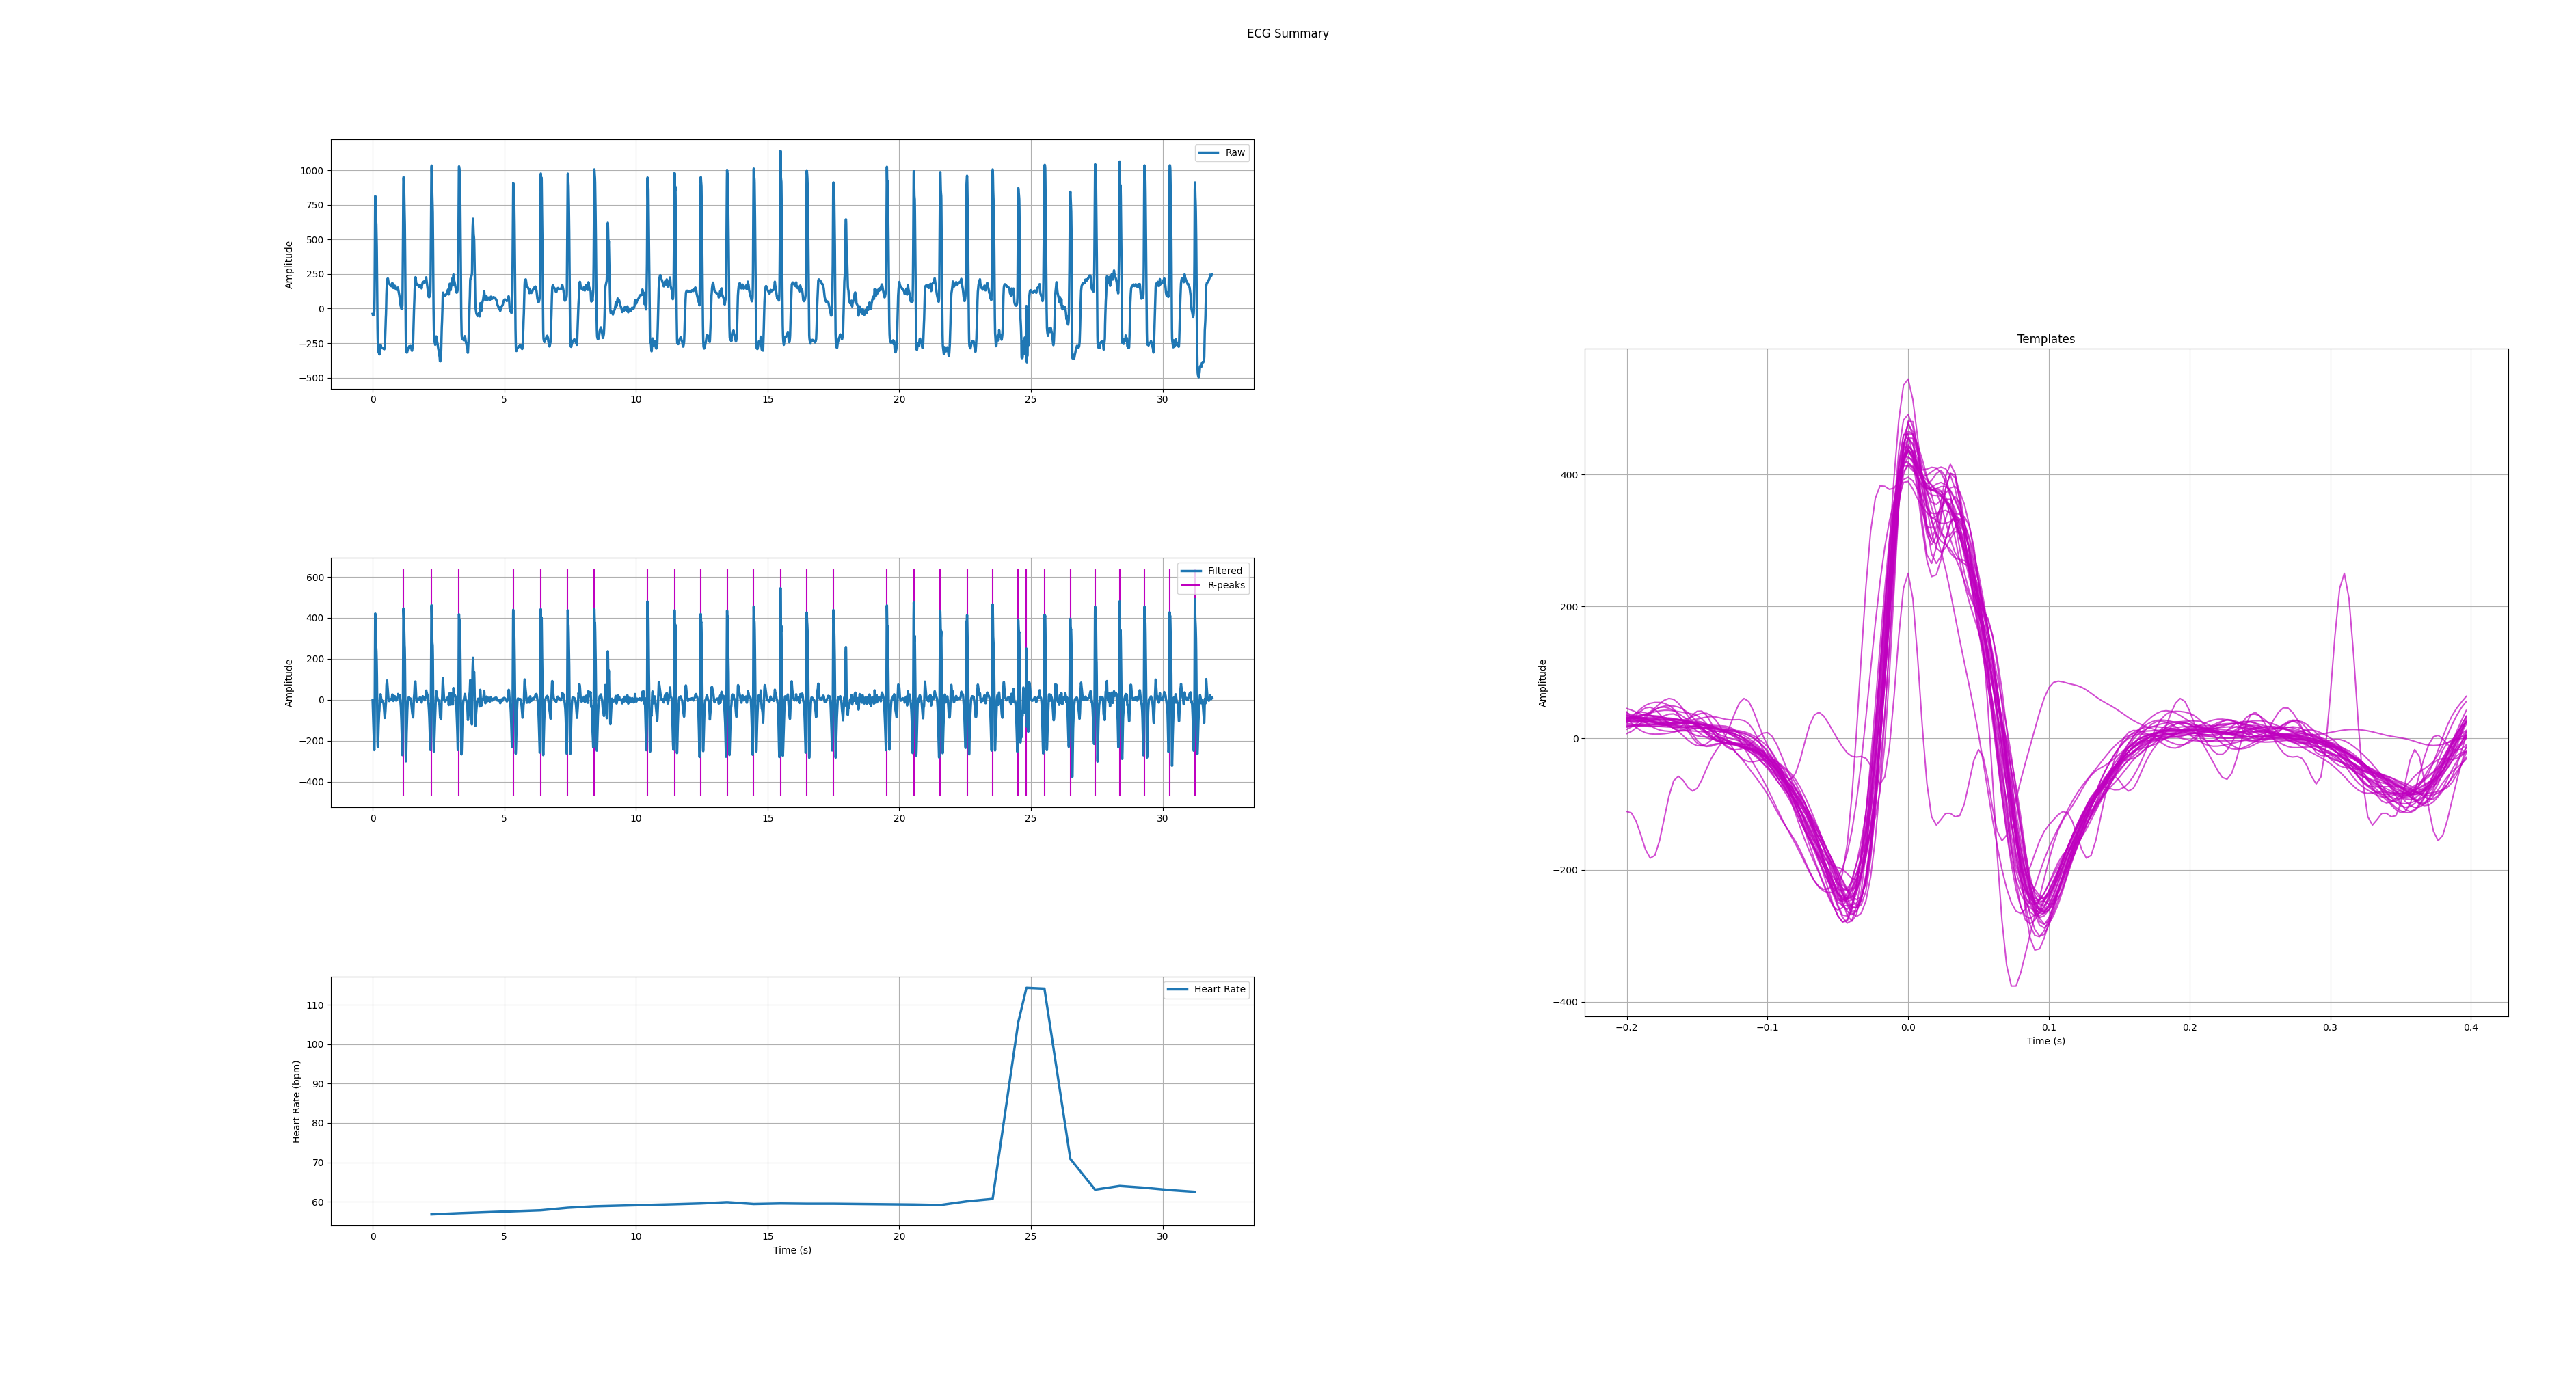 ECG Summary
Raw
1000
750
500
250
0
−250
−500
Amplitude
0 5 10 15 20 25 30
Filtered
R-peaks
600
400
200
0
−200
−400
Amplitude
0 5 10 15 20 25 30
Heart Rate
110
100
90
80
70
60
Heart Rate (bpm)
0 5 10 15 20 25 30
Time (s)
Templates
400
200
0
−200
−400
Amplitude
−0.2 −0.1 0.0 0.1 0.2 0.3 0.4
Time (s)